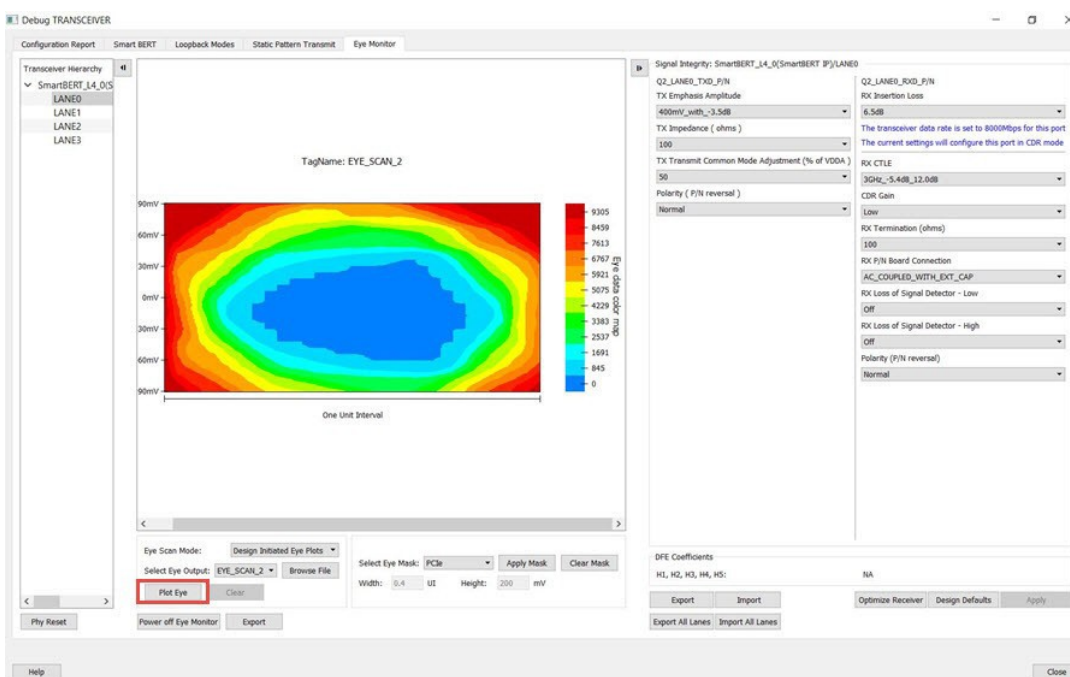 Debug TRANSCEIVER
Configuration Report Smart BERT Loopback Modes Static Pattern Transmit Eye Monitor
Transceiver Hierarchy
SmartBERT_L4_0(S
LANE0
LANE1
LANE2
LANE3
TagName: EYE_SCAN_2
90mV
60mV
30mV
0mV
30mV
60mV
90mV
One Unit Interval
9305
8459
7613
6767
5921
5075
4229
3383
2537
1691
845
0
Eye data color map
Eye Scan Mode: Design Initiated Eye Plots
Select Eye Output: EYE_SCAN_2 Browse File
Plot Eye Clear
Select Eye Mask: PCIe Apply Mask Clear Mask
Width: 0.4 UI Height: 200 mV
Phy Reset Power off Eye Monitor Export
Signal Integrity: SmartBERT_L4_0(SmartBERT IP)/LANE0
Q2_LANE0_TXD_P/N
TX Emphasis Amplitude
400mV_with_-3.5dB
TX Impedance ( ohms )
100
TX Transmit Common Mode Adjustment (% of VDDA )
50
Polarity ( P/N reversal )
Normal
Q2_LANE0_RXD_P/N
RX Insertion Loss
6.5dB
The transceiver data rate is set to 8000Mbps for this port
The current settings will configure this port in CDR mode
RX CTLE
3GHz_-5.4dB_12.0dB
CDR Gain
Low
RX Termination (ohms)
100
RX P/N Board Connection
AC_COUPLED_WITH_EXT_CAP
RX Loss of Signal Detector - Low
Off
RX Loss of Signal Detector - High
Off
Polarity (P/N reversal)
Normal
DFE Coefficients
H1, H2, H3, H4, H5: NA
Export Import Optimize Receiver Design Defaults Apply
Export All Lanes Import All Lanes
Help Close